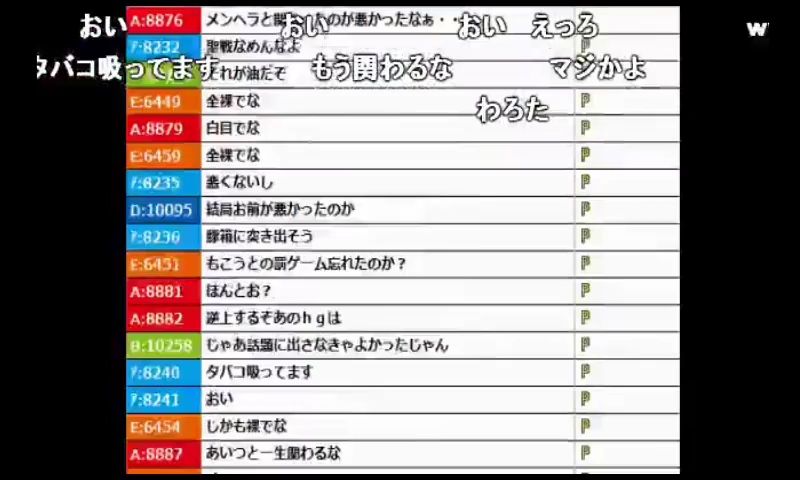 おい おい おい えっろ w
A:8876 メンヘラと関 たのが悪かったなぁ・・
ｱ:8232 聖戦なめんなよ P
タバコ吸ってます もう関わるな マジかよ
それが油だぞ
わろた
E:6449 全裸でな P
A:8879 白目でな P
E:6450 全裸でな P
ｱ:8235 悪くないし P
D:10095 結局お前が悪かったのか P
ｱ:8236 豚箱に突き出そう P
E:6451 もこうとの罰ゲーム忘れたのか？ P
A:8881 ほんとお？ P
A:8882 逆上するぞあのｈｇは P
B:10258 じゃあ話題に出さなきゃよかったじゃん P
ｱ:8240 タバコ吸ってます P
ｱ:8241 おい P
E:6454 しかも裸でな P
A:8887 あいつと一生関わるな P